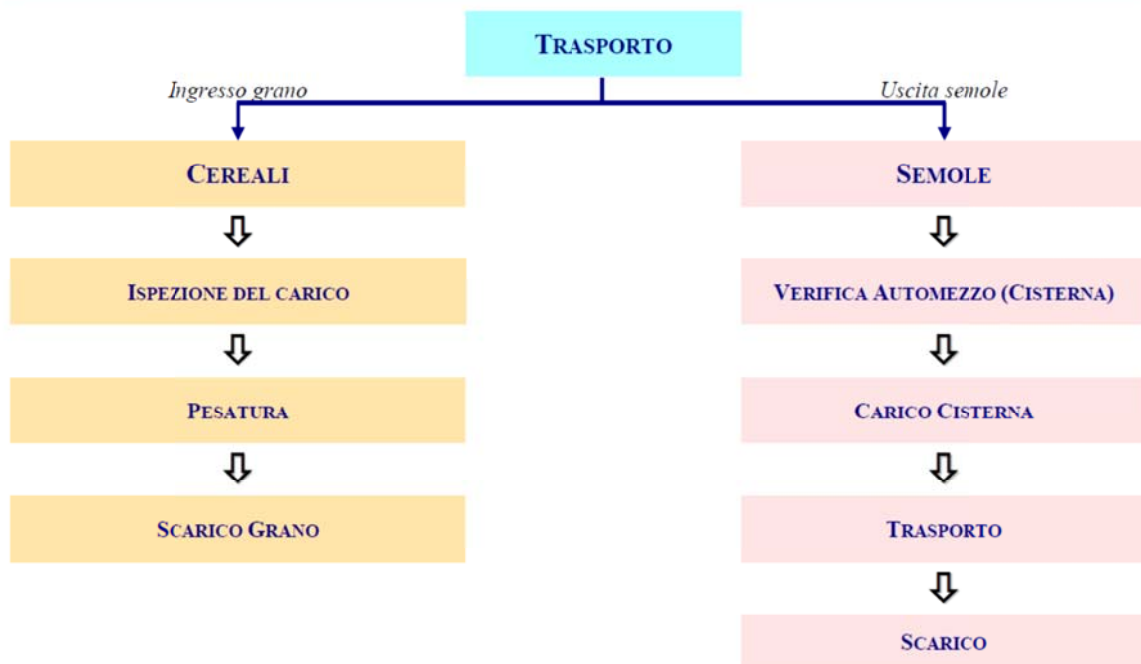 TRASPORTO
Ingresso grano
Uscita semole
CEREALI
SEMOLE
ISPEZIONE DEL CARICO
VERIFICA AUTOMEZZO (CISTERNA)
PESATURA
CARICO CISTERNA
SCARICO GRANO
TRASPORTO
SCARICO